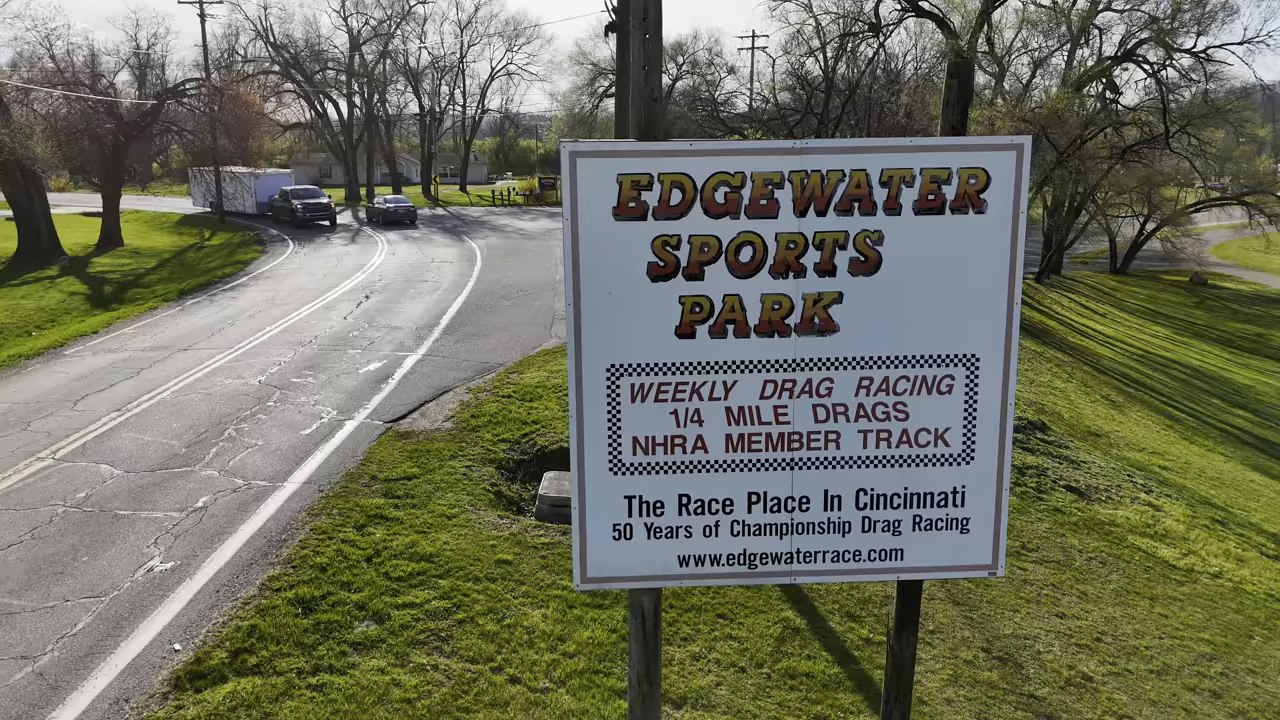 EDGEWATER
SPORTS
PARK
WEEKLY DRAG RACING
1/4 MILE DRAGS
NHRA MEMBER TRACK
The Race Place In Cincinnati
50 Years of Championship Drag Racing
www.edgewaterrace.com